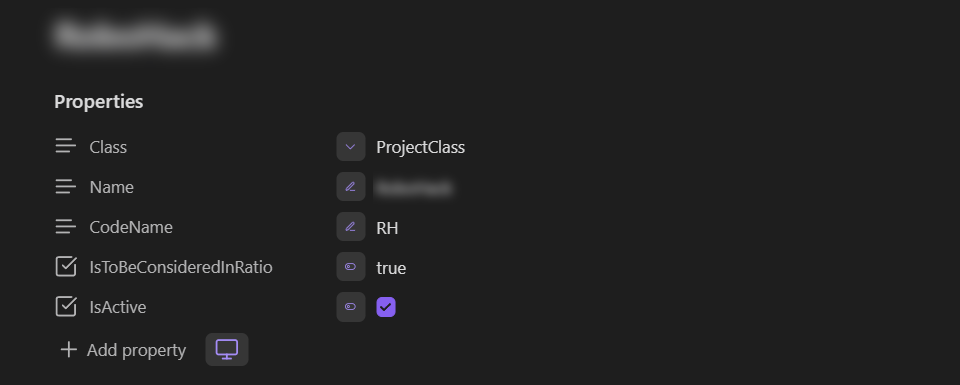 Properties
Class ProjectClass
Name
CodeName RH
IsToBeConsideredInRatio true
IsActive
Add property